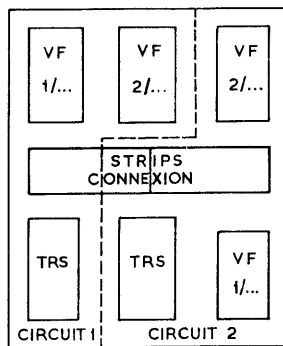 VF
1/...
VF
2/...
VF
2/...
STRIPS
CONNEXION
TRS
TRS
VF
1/...
CIRCUIT 1
CIRCUIT 2